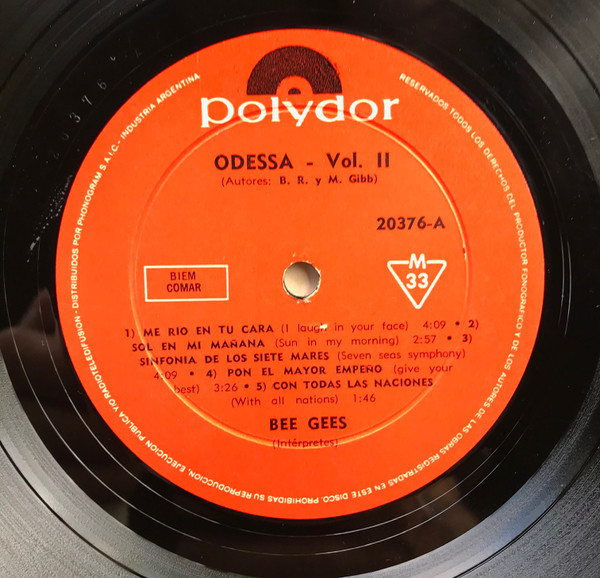 polydor
ODESSA - Vol. II
(Autores: B. R. y M. Gibb)
20376-A
BIEM
COMAR
M
33
1) ME RIO EN TU CARA (I laugh in your face) 4:09 • 2)
SOL EN MI MAÑANA (Sun in my morning) 2:57 • 3)
SINFONIA DE LOS SIETE MARES (Seven seas symphony)
4:09 • 4) PON EL MAYOR EMPEÑO (give your
best) 3:26 • 5) CON TODAS LAS NACIONES
(With all nations) 1:46
BEE GEES
(Intérpretes)
RESERVADOS TODOS LOS DERECHOS DEL PRODUCTOR FONOGRAFICO Y DE LOS AUTORES DE LAS OBRAS REGISTRADAS EN ESTE DISCO. PROHIBIDAS SU REPRODUCCION, EJECUCION PUBLICA Y/O RADIOTELEDIFUSION - DISTRIBUIDOS POR PHONOGRAM S.A.I.C. - INDUSTRIA ARGENTINA